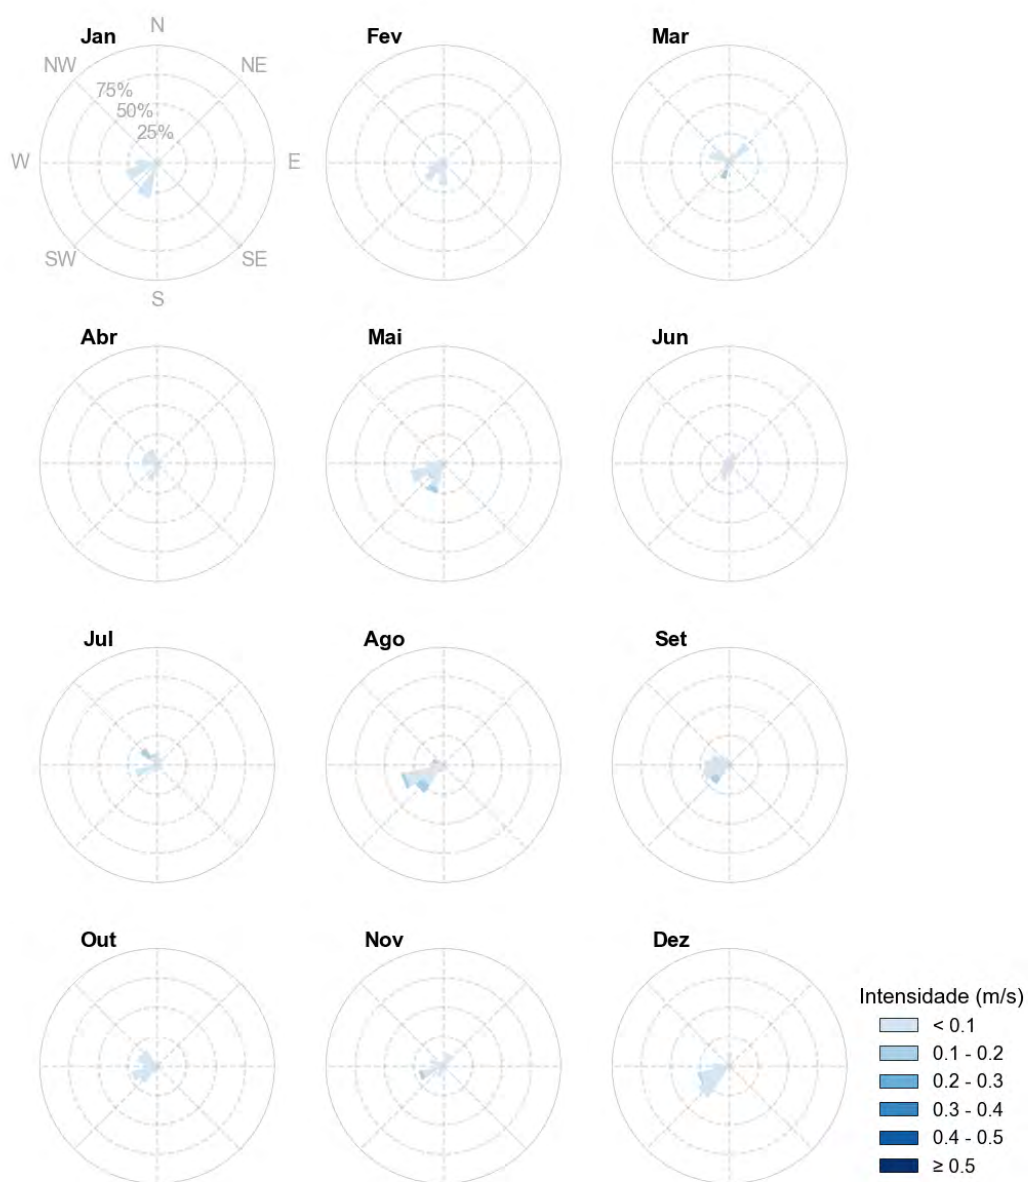 Jan
N
Fev
Mar
NW
NE
75%
50%
25%
W
E
SW
SE
S
Abr
Mai
Jun
Jul
Ago
Set
Out
Nov
Dez
Intensidade (m/s)
< 0.1
0.1 - 0.2
0.2 - 0.3
0.3 - 0.4
0.4 - 0.5
≥ 0.5